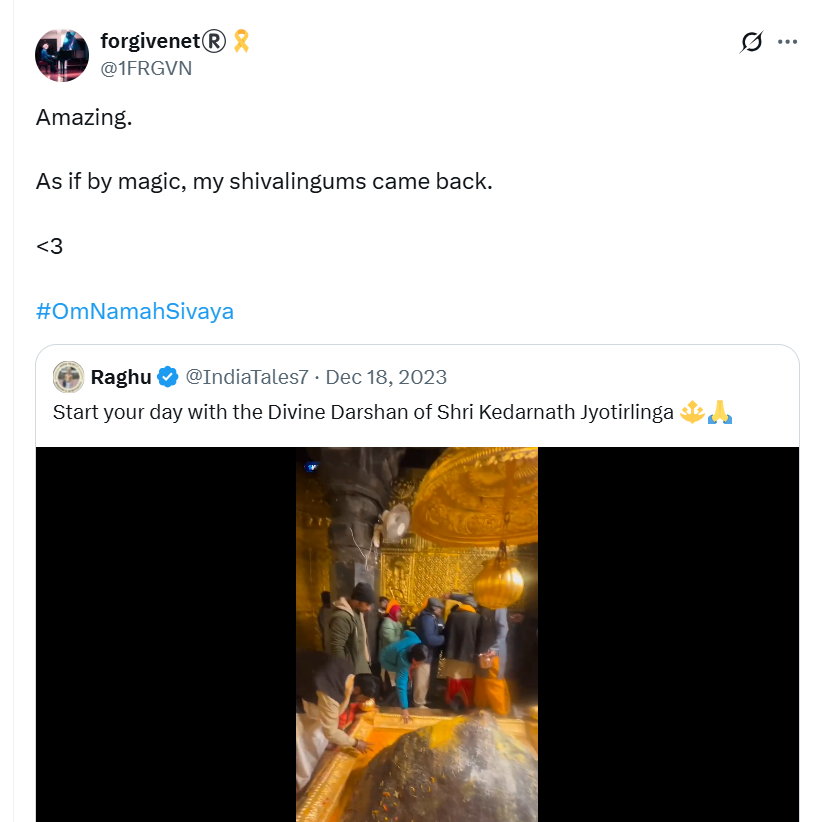 forgivenet®🎗️
@1FRGVN
Amazing.
As if by magic, my shivalingums came back.
<3
#OmNamahSivaya
Raghu @IndiaTales7 · Dec 18, 2023
Start your day with the Divine Darshan of Shri Kedarnath Jyotirlinga 🔱🙏